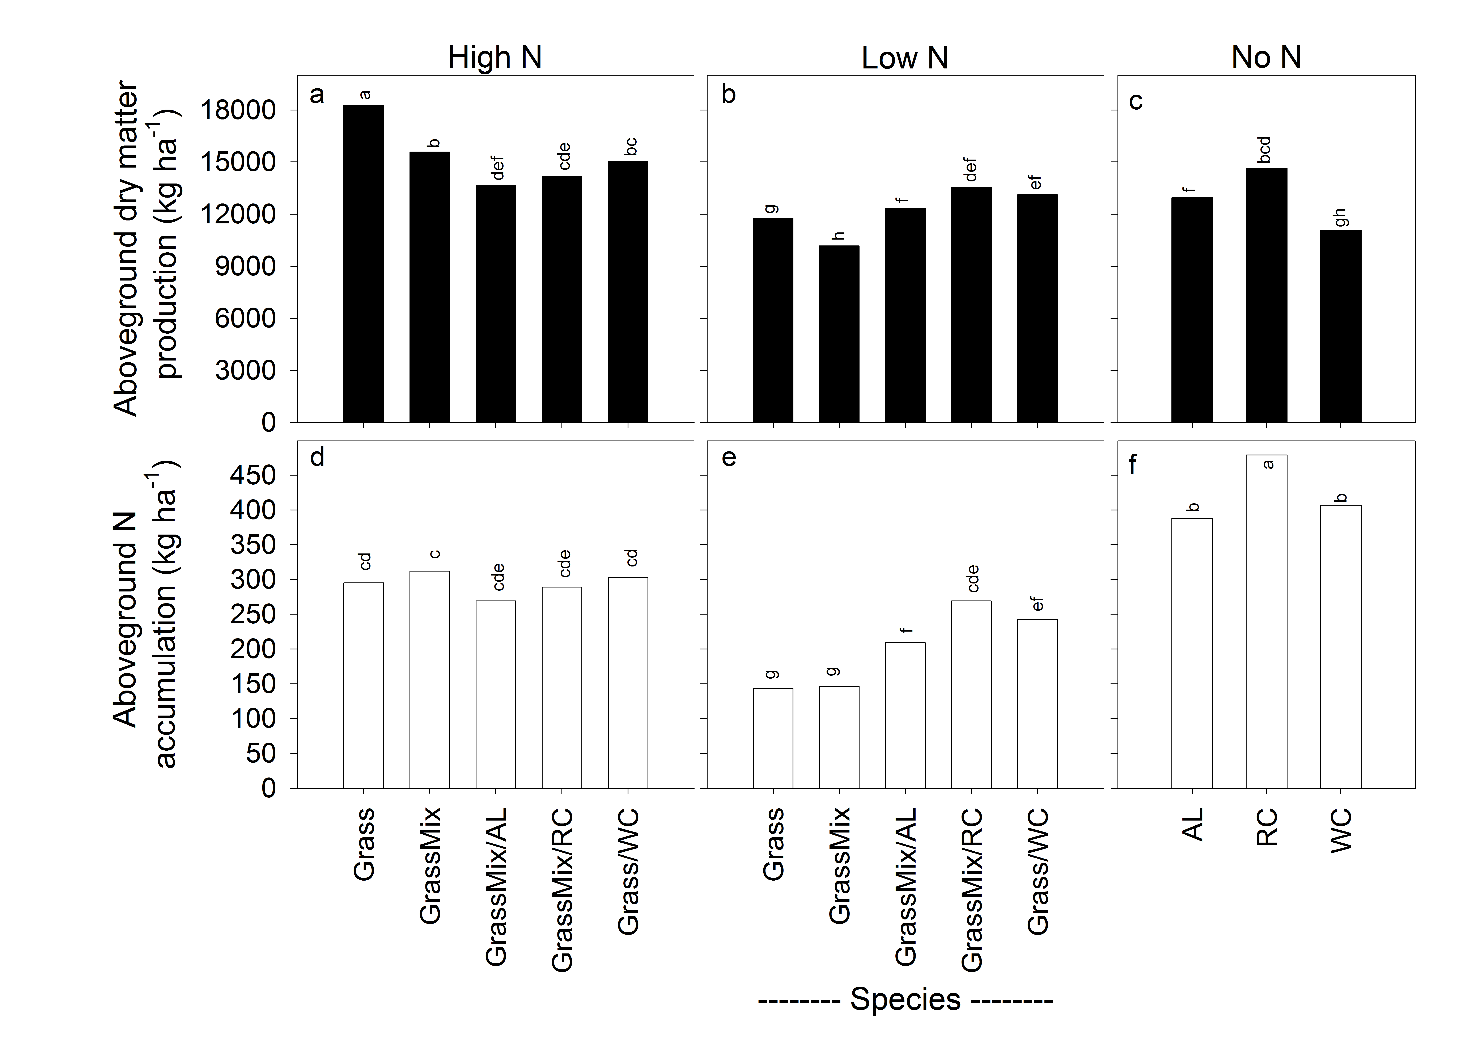 High N
Low N
No N
Aboveground dry matter
production (kg ha⁻¹)
18000
15000
12000
9000
6000
3000
0
a
a
b
def
cde
bc
b
g
h
f
def
ef
c
f
bcd
gh
Aboveground N
accumulation (kg ha⁻¹)
450
400
350
300
250
200
150
100
50
0
d
cd
c
cde
cde
cd
e
g
g
f
cde
ef
f
b
a
b
Grass
GrassMix
GrassMix/AL
GrassMix/RC
Grass/WC
Grass
GrassMix
GrassMix/AL
GrassMix/RC
Grass/WC
AL
RC
WC
-------- Species --------